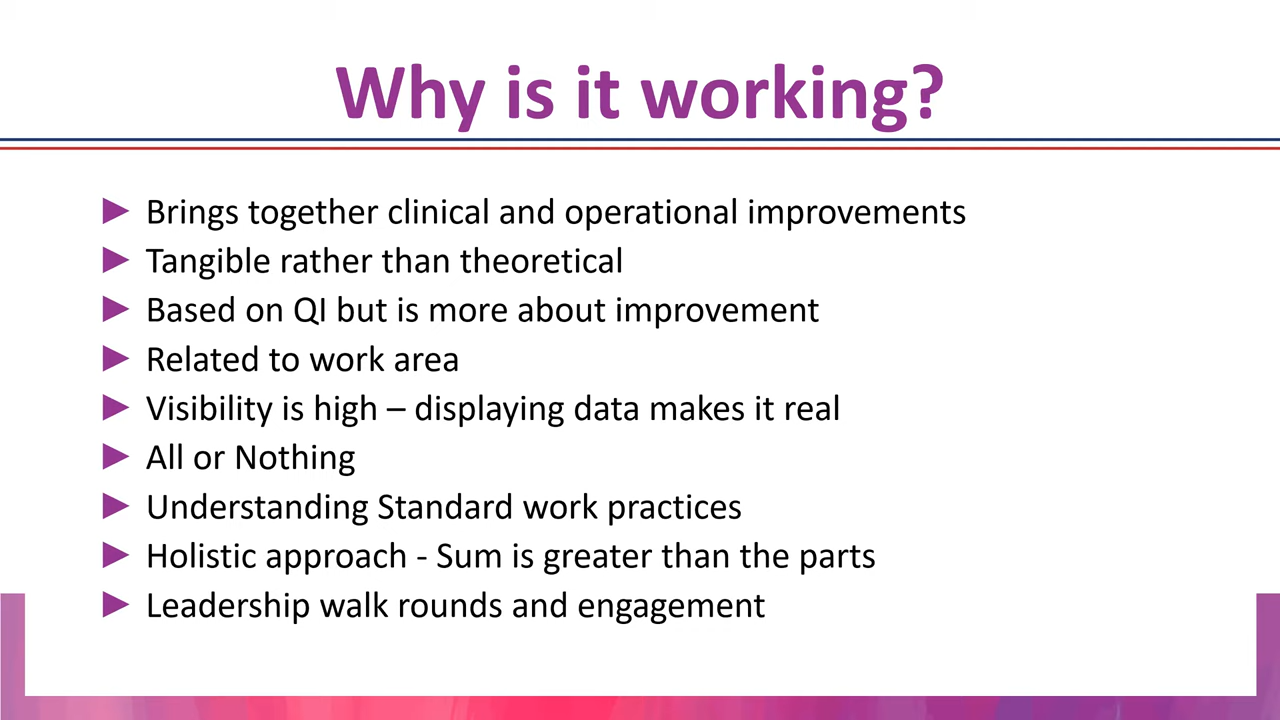 Why is it working?
Brings together clinical and operational improvements
Tangible rather than theoretical
Based on QI but is more about improvement
Related to work area
Visibility is high – displaying data makes it real
All or Nothing
Understanding Standard work practices
Holistic approach - Sum is greater than the parts
Leadership walk rounds and engagement